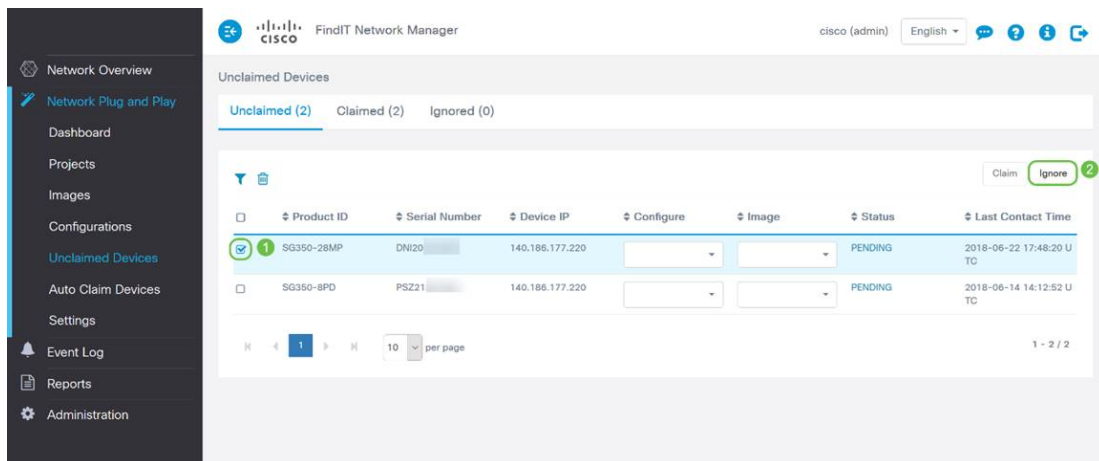 CISCO FindIT Network Manager cisco (admin) English
Network Overview
Network Plug and Play
Dashboard
Projects
Images
Configurations
Unclaimed Devices
Auto Claim Devices
Settings
Event Log
Reports
Administration
Unclaimed Devices
Unclaimed (2) Claimed (2) Ignored (0)
Claim Ignore 2
Product ID Serial Number Device IP Configure Image Status Last Contact Time
1 SG350-28MP DNI20 140.186.177.220 PENDING 2018-06-22 17:48:20 U
TC
SG350-8PD PSZ21 140.186.177.220 PENDING 2018-06-14 14:12:52 U
TC
1 10 per page 1 - 2 / 2